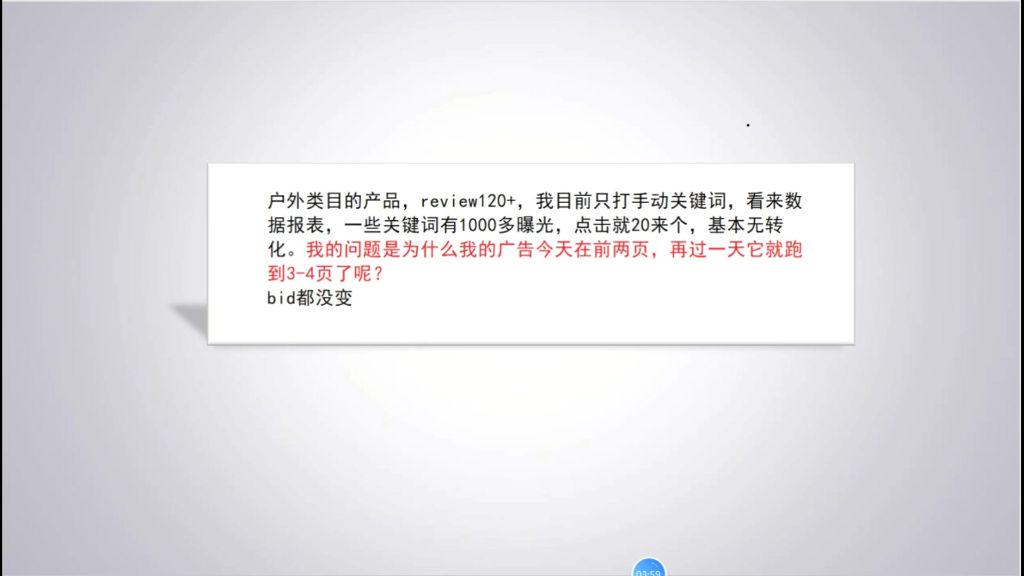 户外类目的产品，review120+，我目前只打手动关键词，看来数
据报表，一些关键词有1000多曝光，点击就20来个，基本无转
化。我的问题是为什么我的广告今天在前两页，再过一天它就跑
到3-4页了呢？
bid都没变
03:59